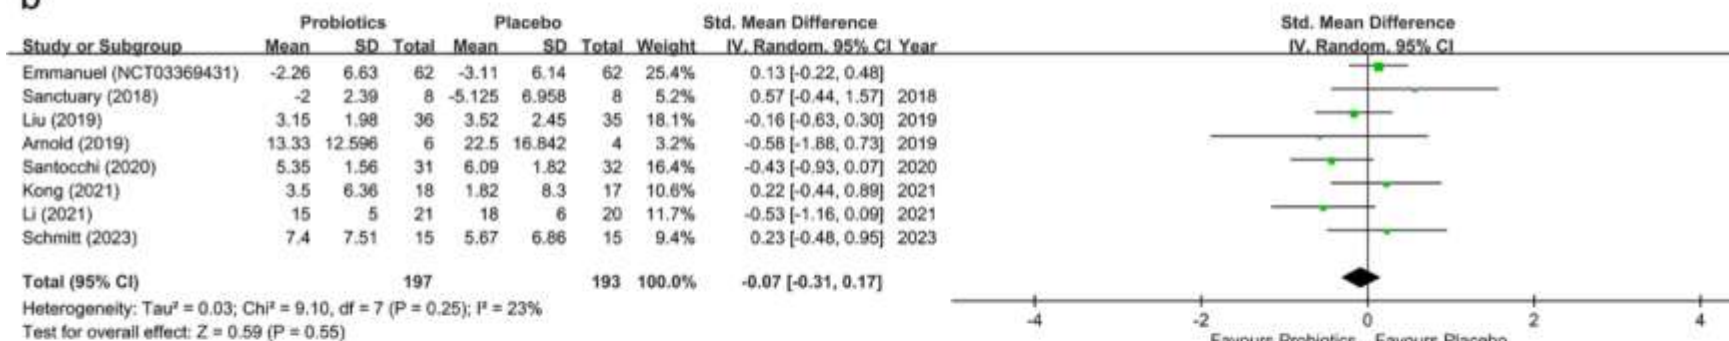 b
Probiotics Placebo Std. Mean Difference Std. Mean Difference
Study or Subgroup Mean SD Total Mean SD Total Weight IV, Random, 95% CI Year IV, Random, 95% CI
Emmanuel (NCT03369431) -2.26 6.63 62 -3.11 6.14 62 25.4% 0.13 [-0.22, 0.48]
Sanctuary (2018) -2 2.39 8 -5.125 6.958 8 5.2% 0.57 [-0.44, 1.57] 2018
Liu (2019) 3.15 1.98 36 3.52 2.45 35 18.1% -0.16 [-0.63, 0.30] 2019
Arnold (2019) 13.33 12.596 6 22.5 16.842 4 3.2% -0.58 [-1.88, 0.73] 2019
Santocchi (2020) 5.35 1.56 31 6.09 1.82 32 16.4% -0.43 [-0.93, 0.07] 2020
Kong (2021) 3.5 6.36 18 1.82 8.3 17 10.6% 0.22 [-0.44, 0.89] 2021
Li (2021) 15 5 21 18 6 20 11.7% -0.53 [-1.16, 0.09] 2021
Schmitt (2023) 7.4 7.51 15 5.67 6.86 15 9.4% 0.23 [-0.48, 0.95] 2023
Total (95% CI) 197 193 100.0% -0.07 [-0.31, 0.17]
Heterogeneity: Tau² = 0.03; Chi² = 9.10, df = 7 (P = 0.25); I² = 23%
Test for overall effect: Z = 0.59 (P = 0.55)
-4 -2 0 2 4
Favours Probiotics Favours Placebo